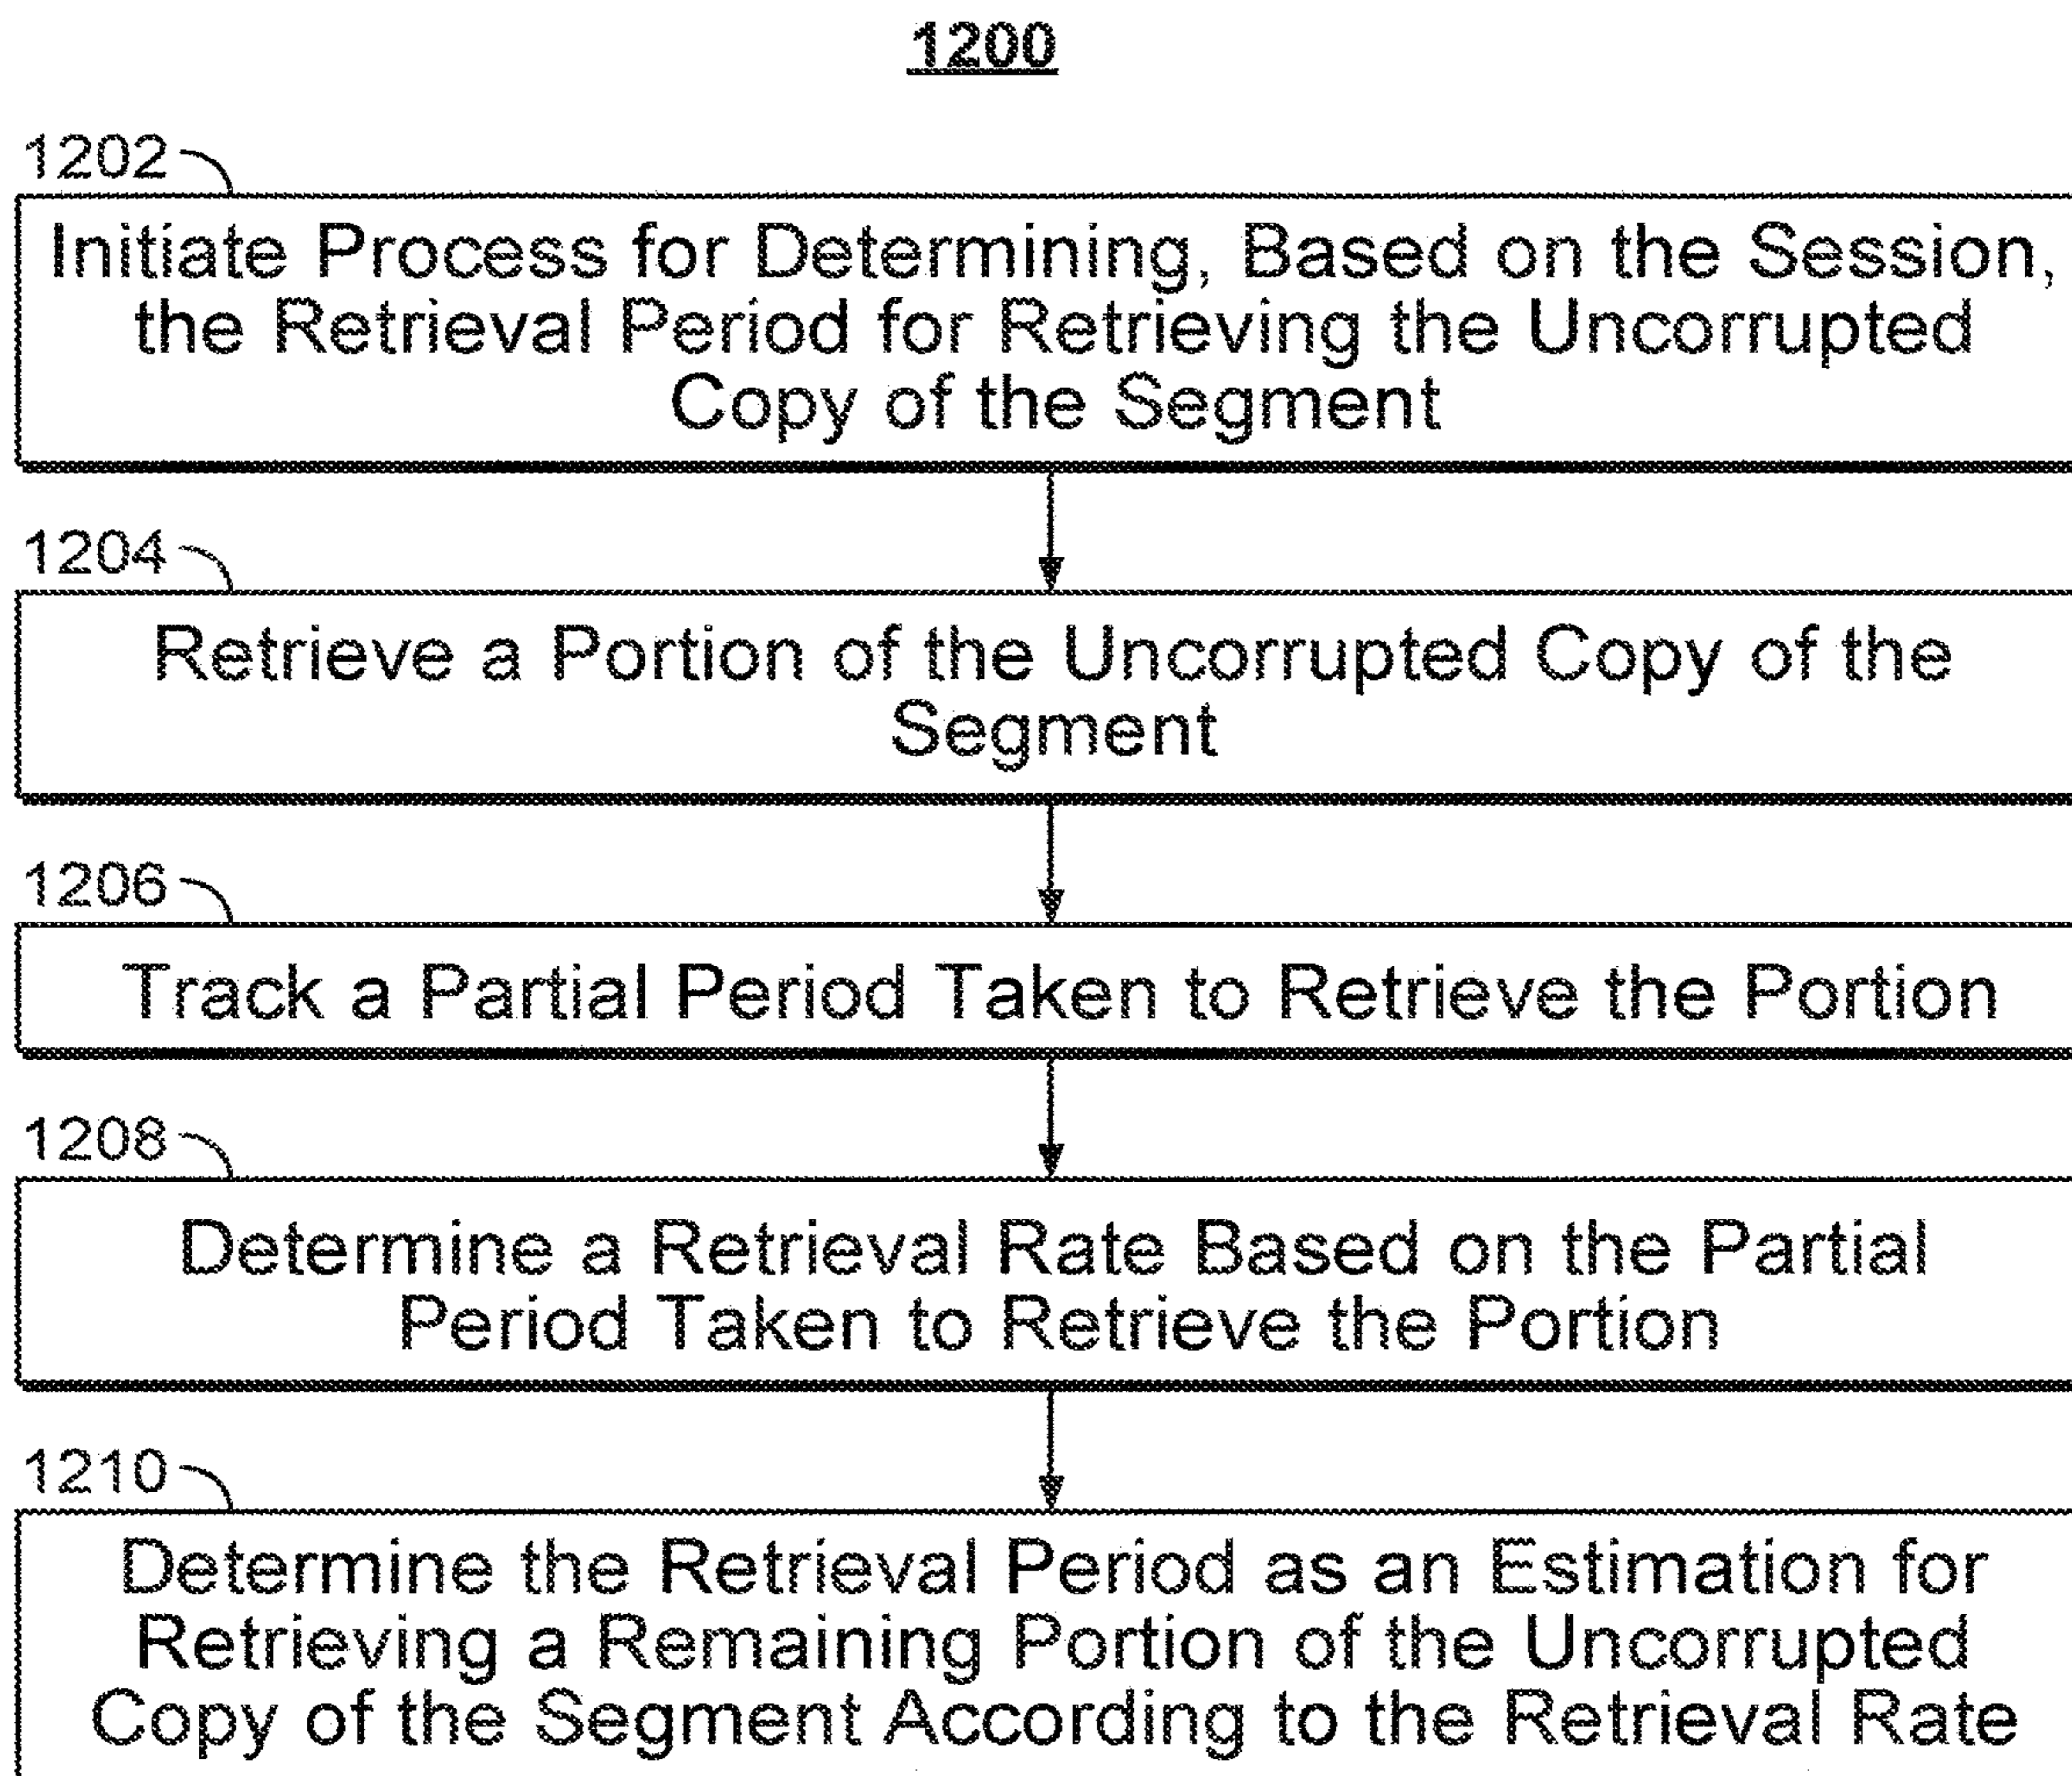 1200
1202
Initiate Process for Determining, Based on the Session,
the Retrieval Period for Retrieving the Uncorrupted
Copy of the Segment
1204
Retrieve a Portion of the Uncorrupted Copy of the
Segment
1206
Track a Partial Period Taken to Retrieve the Portion
1208
Determine a Retrieval Rate Based on the Partial
Period Taken to Retrieve the Portion
1210
Determine the Retrieval Period as an Estimation for
Retrieving a Remaining Portion of the Uncorrupted
Copy of the Segment According to the Retrieval Rate